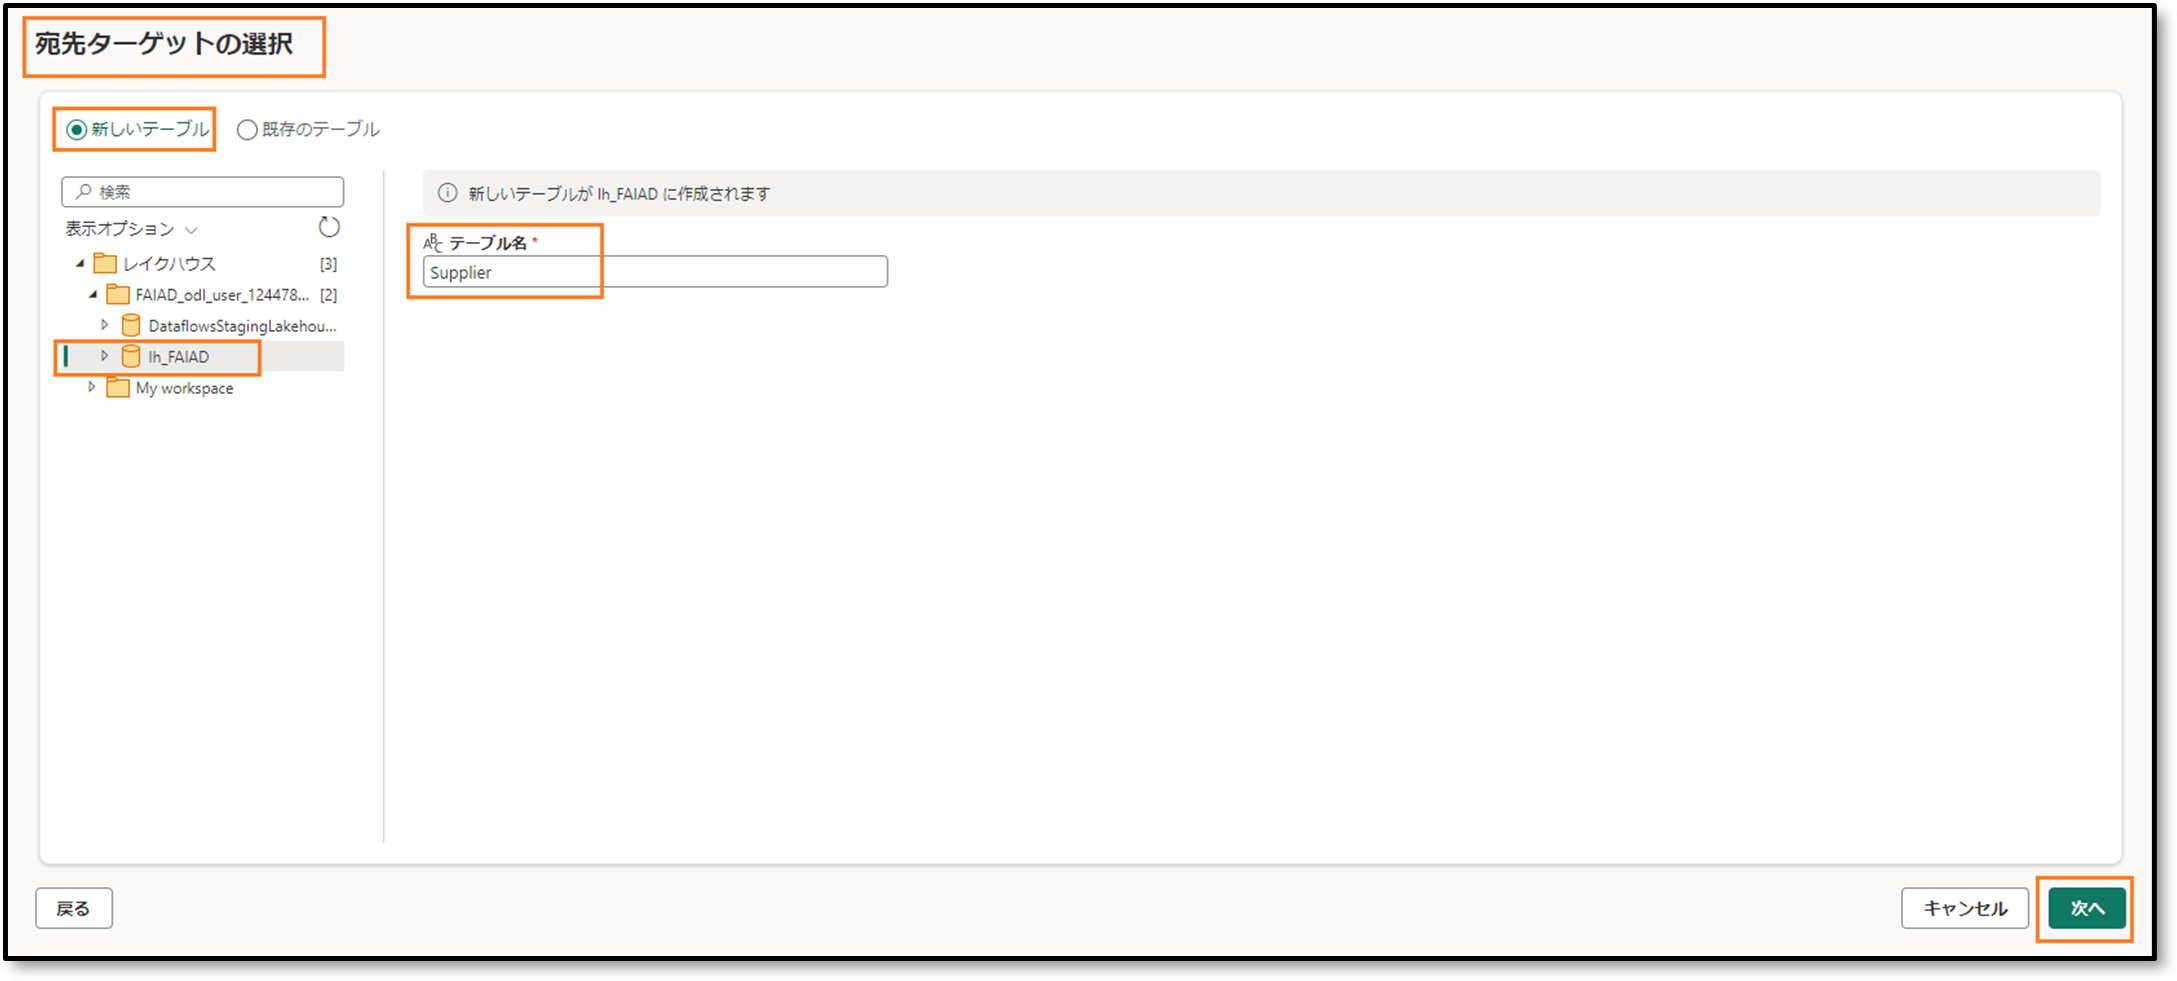 宛先ターゲットの選択
新しいテーブル 既存のテーブル
検索
表示オプション
レイクハウス [3]
FAIAD_odl_user_124478... [2]
DataflowsStagingLakehou...
lh_FAIAD
My workspace
新しいテーブルが lh_FAIAD に作成されます
ABC テーブル名 *
Supplier
戻る
キャンセル 次へ